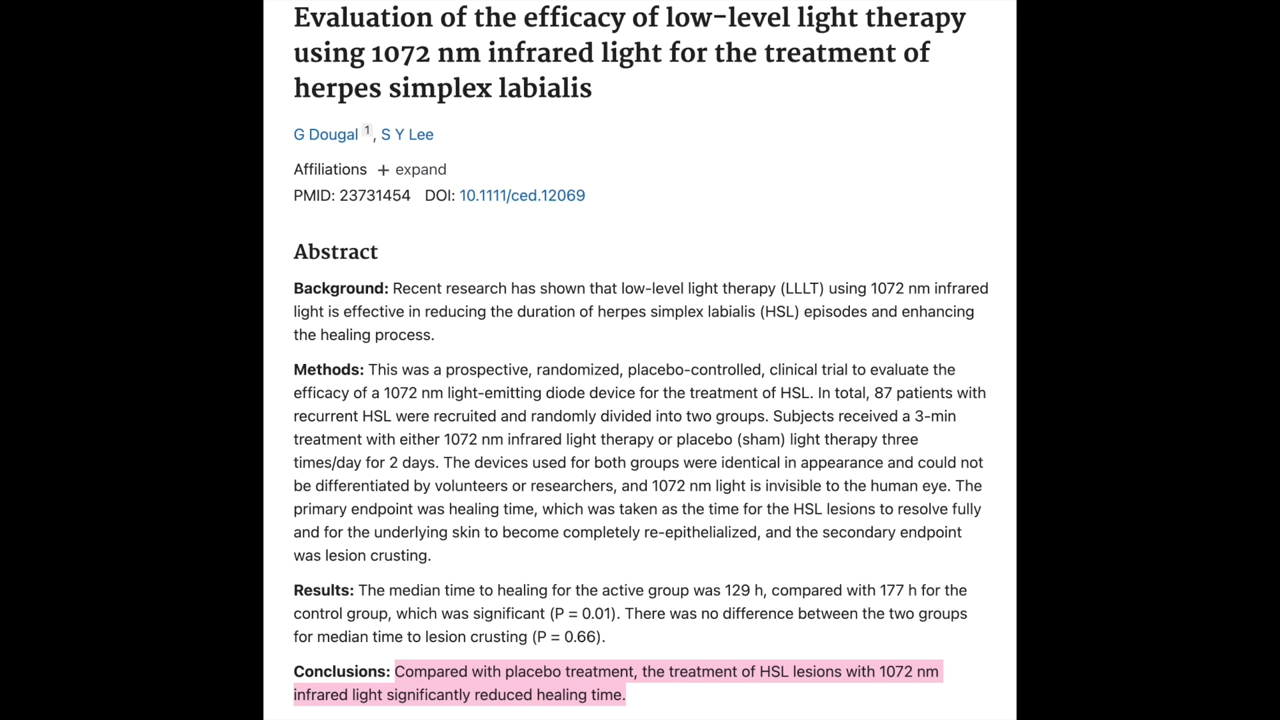 Evaluation of the efficacy of low-level light therapy
using 1072 nm infrared light for the treatment of
herpes simplex labialis
G Dougal 1, S Y Lee
Affiliations + expand
PMID: 23731454 DOI: 10.1111/ced.12069
Abstract
Background: Recent research has shown that low-level light therapy (LLLT) using 1072 nm infrared
light is effective in reducing the duration of herpes simplex labialis (HSL) episodes and enhancing
the healing process.
Methods: This was a prospective, randomized, placebo-controlled, clinical trial to evaluate the
efficacy of a 1072 nm light-emitting diode device for the treatment of HSL. In total, 87 patients with
recurrent HSL were recruited and randomly divided into two groups. Subjects received a 3-min
treatment with either 1072 nm infrared light therapy or placebo (sham) light therapy three
times/day for 2 days. The devices used for both groups were identical in appearance and could not
be differentiated by volunteers or researchers, and 1072 nm light is invisible to the human eye. The
primary endpoint was healing time, which was taken as the time for the HSL lesions to resolve fully
and for the underlying skin to become completely re-epithelialized, and the secondary endpoint
was lesion crusting.
Results: The median time to healing for the active group was 129 h, compared with 177 h for the
control group, which was significant (P = 0.01). There was no difference between the two groups
for median time to lesion crusting (P = 0.66).
Conclusions: Compared with placebo treatment, the treatment of HSL lesions with 1072 nm
infrared light significantly reduced healing time.